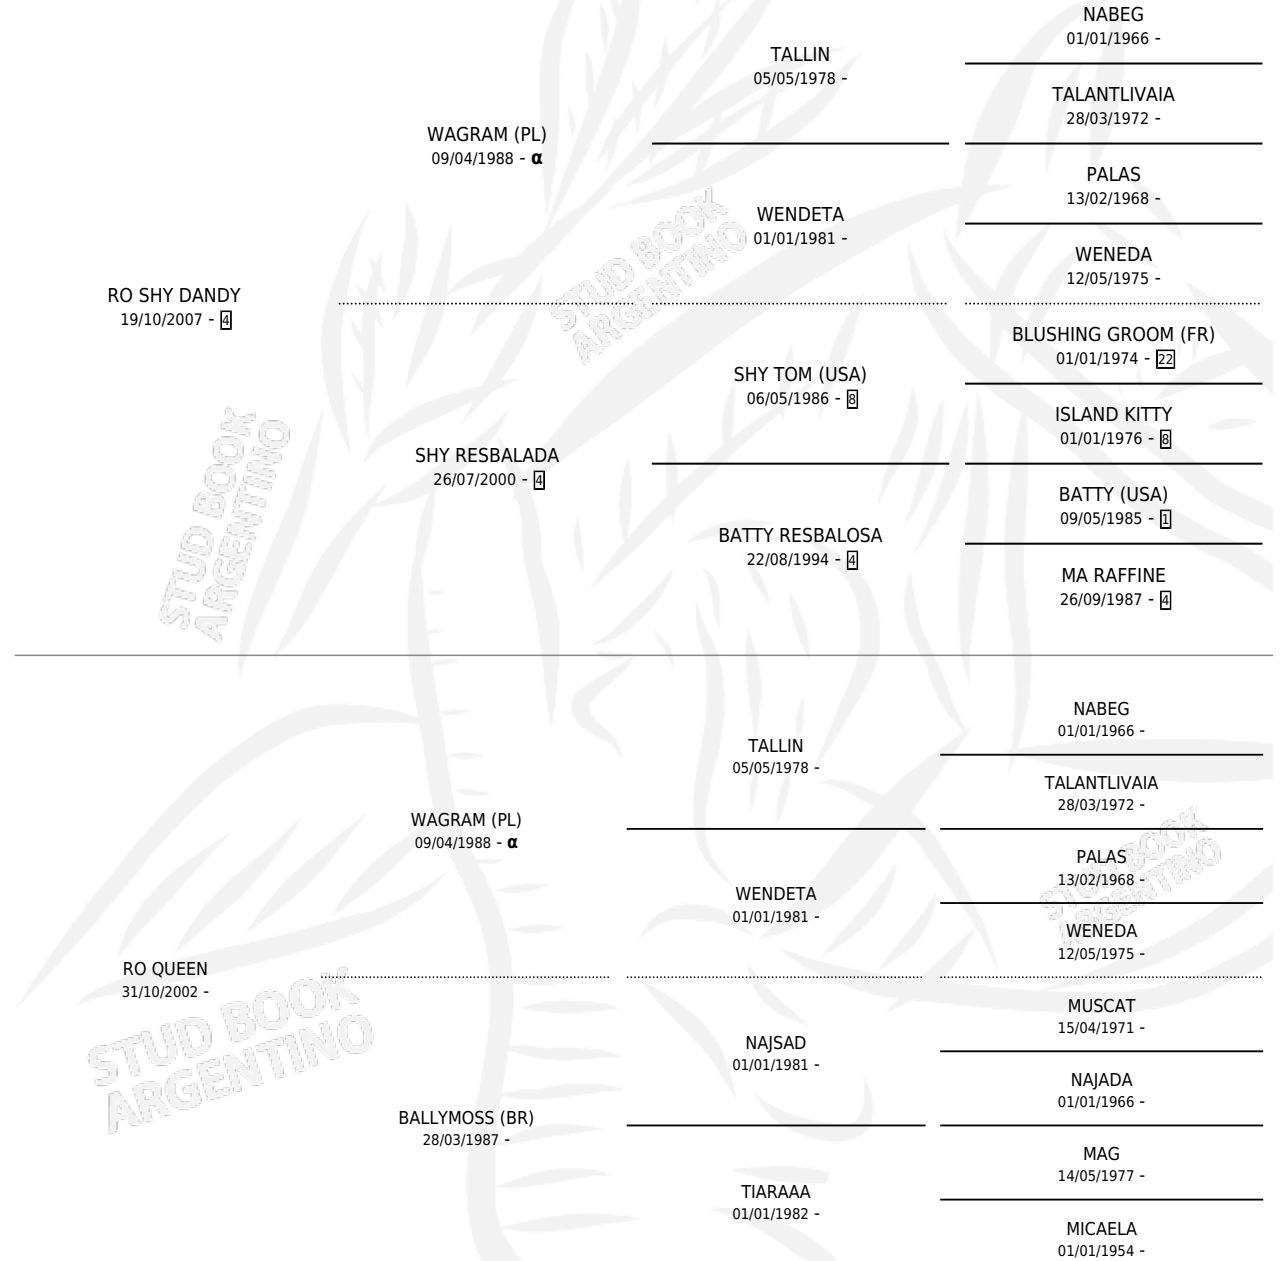 NABEG
01/01/1966 -
TALLIN
05/05/1978 -
TALANTLIVAIA
28/03/1972 -
WAGRAM (PL)
09/04/1988 - α
PALAS
13/02/1968 -
WENDETA
01/01/1981 -
WENEDA
12/05/1975 -
RO SHY DANDY
19/10/2007 - 4
BLUSHING GROOM (FR)
01/01/1974 - 22
SHY TOM (USA)
06/05/1986 - 8
ISLAND KITTY
01/01/1976 - 8
SHY RESBALADA
26/07/2000 - 4
BATTY (USA)
09/05/1985 - 1
BATTY RESBALOSA
22/08/1994 - 4
MA RAFFINE
26/09/1987 - 4
STUD BOOK
ARGENTINO
STUD BOOK
ARGENTINO
NABEG
01/01/1966 -
TALLIN
05/05/1978 -
TALANTLIVAIA
28/03/1972 -
WAGRAM (PL)
09/04/1988 - α
PALAS
13/02/1968 -
WENDETA
01/01/1981 -
WENEDA
12/05/1975 -
RO QUEEN
31/10/2002 -
MUSCAT
15/04/1971 -
NAJSAD
01/01/1981 -
NAJADA
01/01/1966 -
BALLYMOSS (BR)
28/03/1987 -
MAG
14/05/1977 -
TIARAAA
01/01/1982 -
MICAELA
01/01/1954 -
STUD BOOK
ARGENTINO
STUD BOOK
ARGENTINO